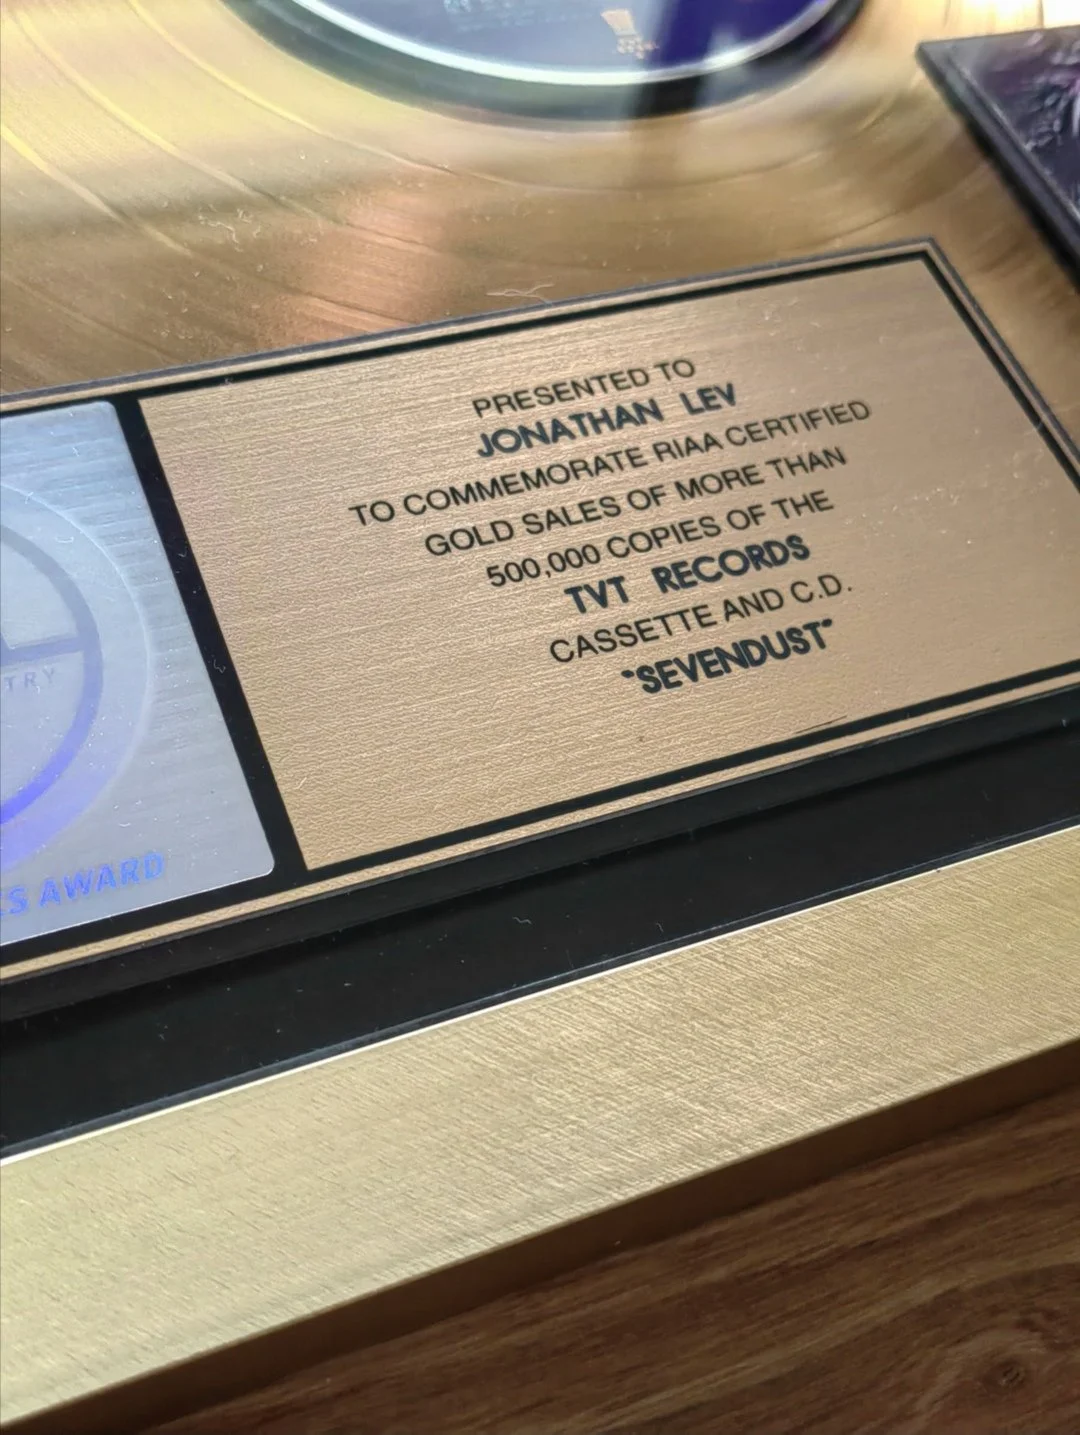 PRESENTED TO
JONATHAN LEV
TO COMMEMORATE RIAA CERTIFIED
GOLD SALES OF MORE THAN
500,000 COPIES OF THE
TVT RECORDS
CASSETTE AND C.D.
"SEVENDUST"
AWARD